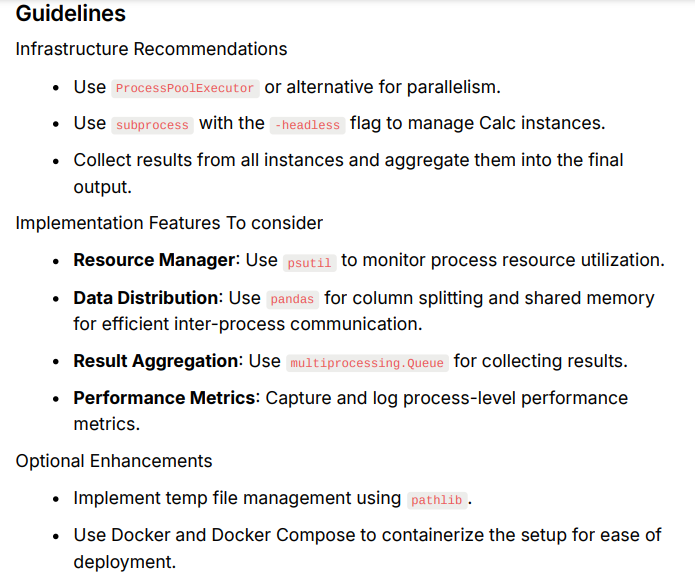 Guidelines
Infrastructure Recommendations
• Use ProcessPoolExecutor or alternative for parallelism.
• Use subprocess with the -headless flag to manage Calc instances.
• Collect results from all instances and aggregate them into the final
output.
Implementation Features To consider
• Resource Manager: Use psutil to monitor process resource utilization.
• Data Distribution: Use pandas for column splitting and shared memory
for efficient inter-process communication.
• Result Aggregation: Use multiprocessing.Queue for collecting results.
• Performance Metrics: Capture and log process-level performance
metrics.
Optional Enhancements
• Implement temp file management using pathlib.
• Use Docker and Docker Compose to containerize the setup for ease of
deployment.